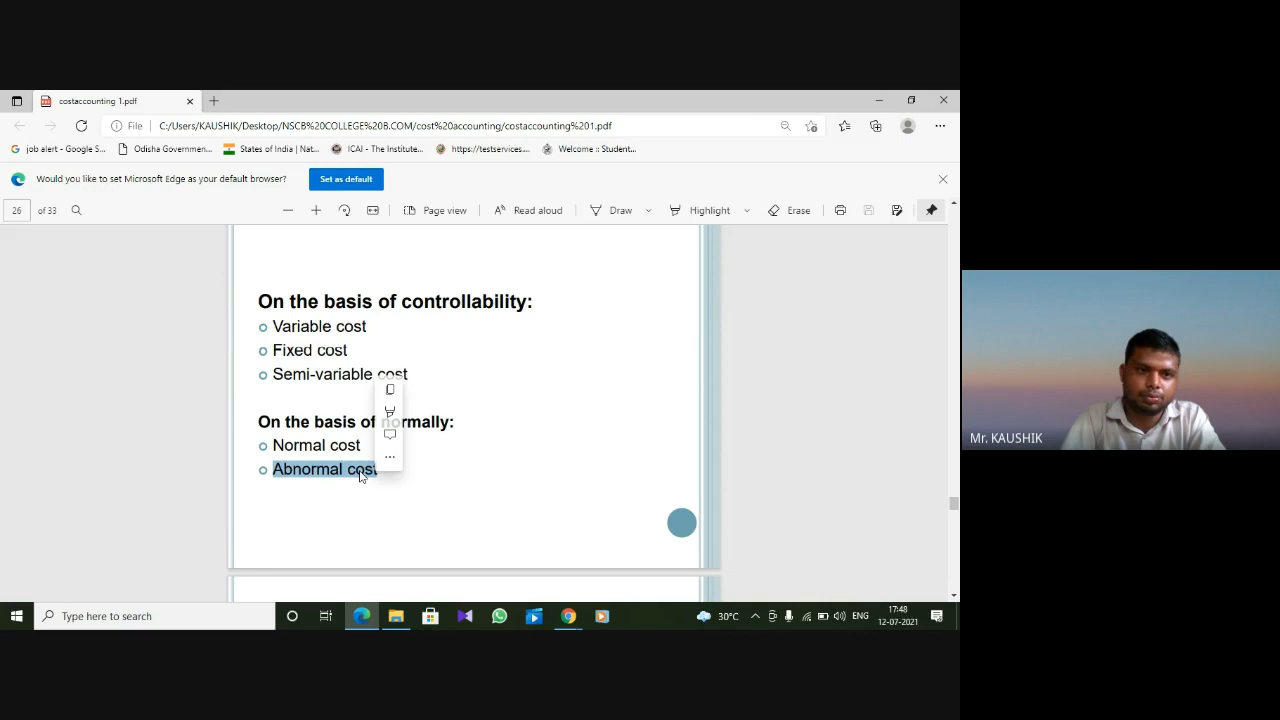 costaccounting 1.pdf
File
C:/Users/KAUSHIK/Desktop/NSCB%20COLLEGE%20B.COM/cost%20accounting/costaccounting%201.pdf
job alert - Google S...
Odisha Governmen...
States of India | Nat...
ICAI - The Institute...
https://testservices....
Welcome :: Student...
Would you like to set Microsoft Edge as your default browser?
Set as default
26 of 33
Page view
Read aloud
Draw
Highlight
Erase
On the basis of controllability:
Variable cost
Fixed cost
Semi-variable cost
On the basis of normally:
Normal cost
Abnormal cost
Mr. KAUSHIK
Type here to search
30°C
ENG
17:48
12-07-2021